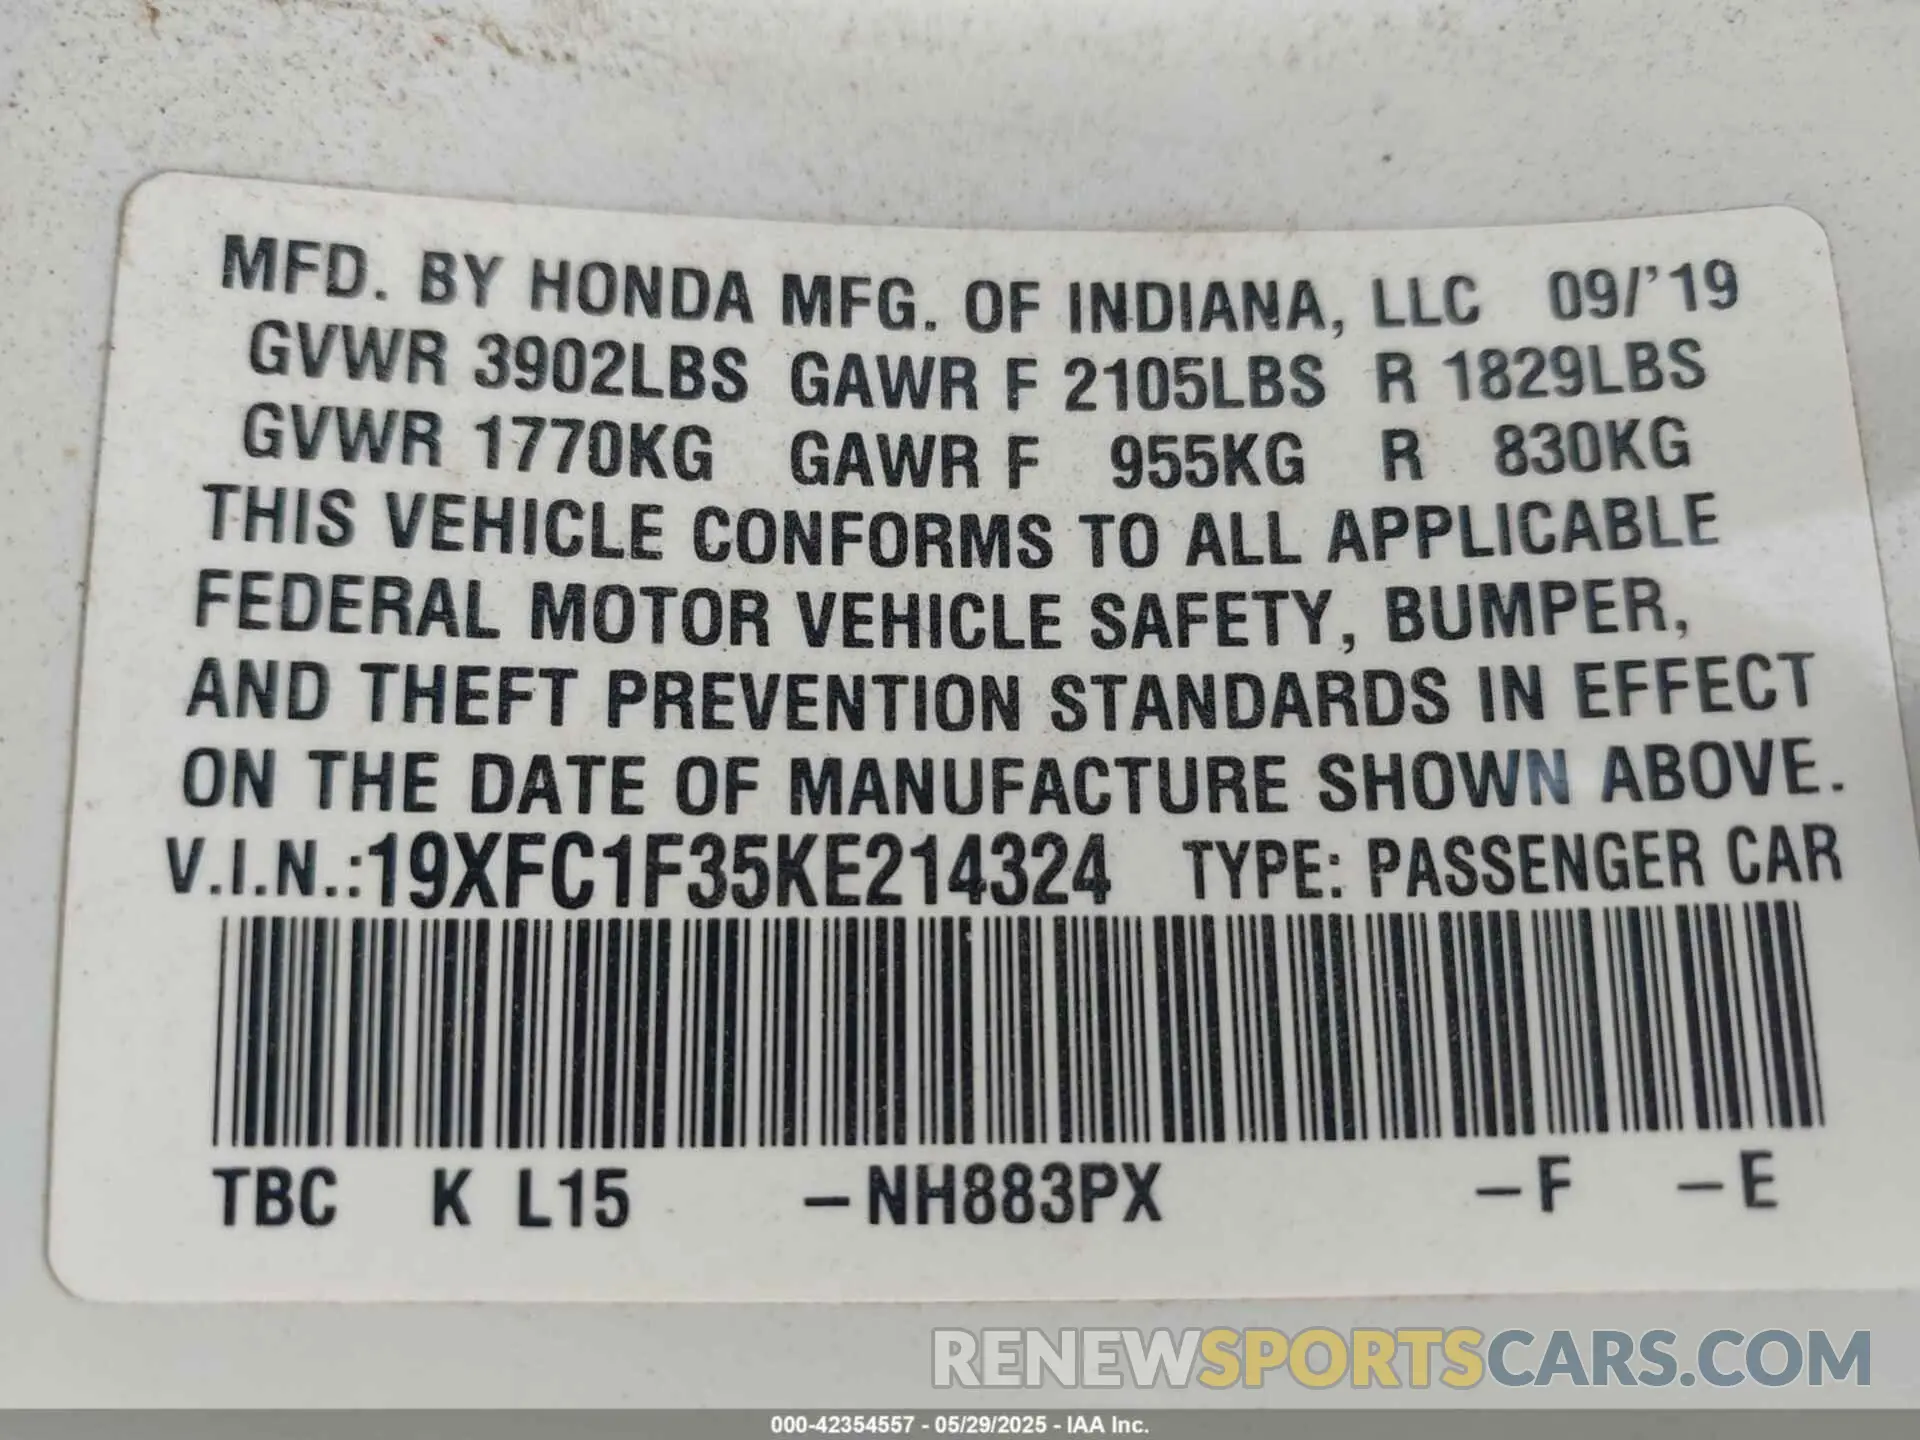 MFD. BY HONDA MFG. OF INDIANA, LLC 09/'19
GVWR 3902LBS GAWR F 2105LBS R 1829LBS
GVWR 1770KG GAWR F 955KG R 830KG
THIS VEHICLE CONFORMS TO ALL APPLICABLE
FEDERAL MOTOR VEHICLE SAFETY, BUMPER,
AND THEFT PREVENTION STANDARDS IN EFFECT
ON THE DATE OF MANUFACTURE SHOWN ABOVE.
V.I.N.:19XFC1F35KE214324 TYPE: PASSENGER CAR
TBC K L15 –NH883PX –F –E
RENEWSPORTSCARS.COM
000-42354557 - 05/29/2025 - IAA Inc.